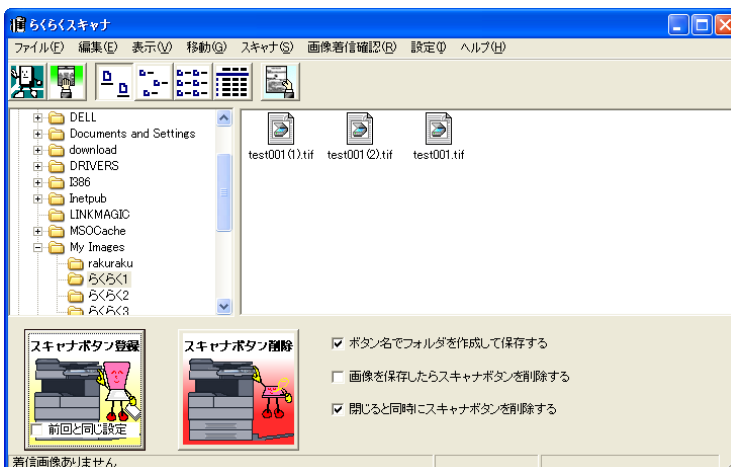 らくらくスキャナ
ファイル(F) 編集(E) 表示(V) 移動(G) スキャナ(S) 画像着信確認(R) 設定(I) ヘルプ(H)
DELL
Documents and Settings
download
DRIVERS
I386
Inetpub
LINKMAGIC
MSOCache
My Images
rakuraku
らくらく1
らくらく2
らくらく3
test001(1).tif test001(2).tif test001.tif
スキャナボタン登録
前回と同じ設定
スキャナボタン削除
ボタン名でフォルダを作成して保存する
画像を保存したらスキャナボタンを削除する
閉じると同時にスキャナボタンを削除する
着信画像ありません